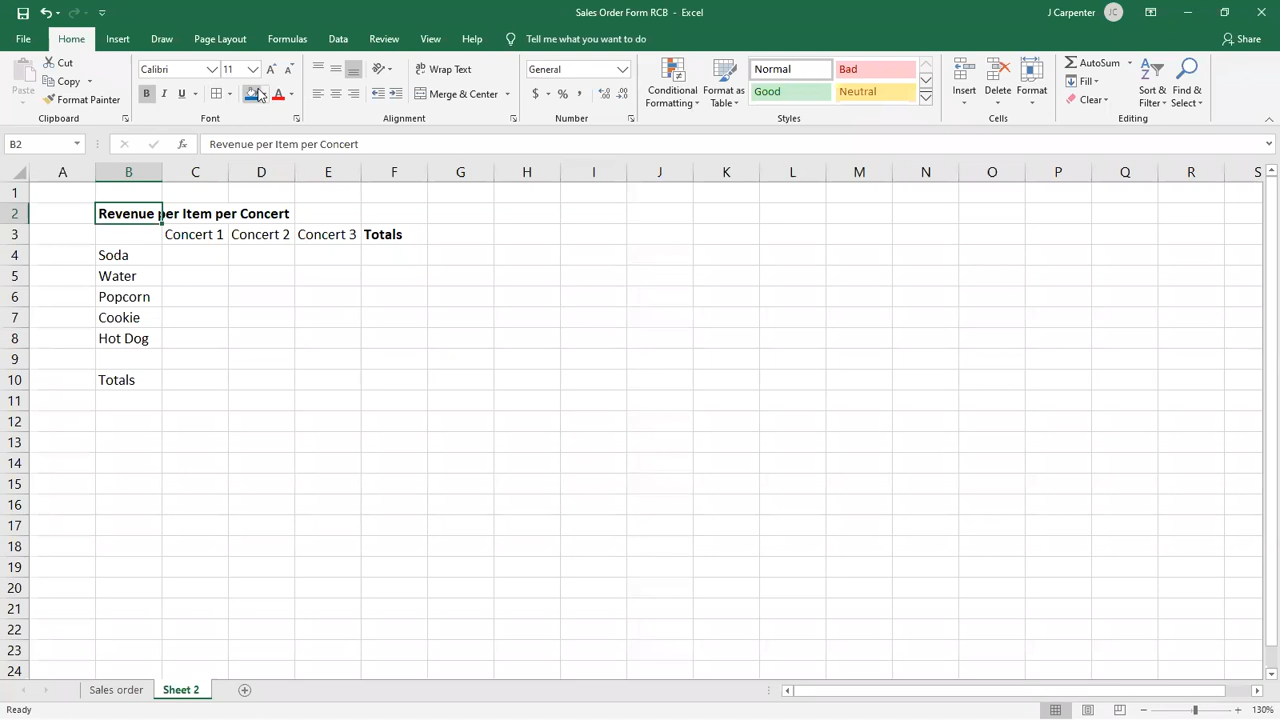 Sales Order Form RCB - Excel
J Carpenter JC
File Home Insert Draw Page Layout Formulas Data Review View Help Tell me what you want to do Share
Paste
Cut
Copy
Format Painter
Clipboard
Calibri 11
B I U
Font
Wrap Text
Merge & Center
Alignment
General
$ %
Number
Conditional Formatting
Format as Table
Normal Bad
Good Neutral
Styles
Insert Delete Format
Cells
AutoSum
Fill
Clear
Sort & Filter
Find & Select
Editing
B2 fx Revenue per Item per Concert
A B C D E F G H I J K L M N O P Q R S
1
2 Revenue per Item per Concert
3 Concert 1 Concert 2 Concert 3 Totals
4 Soda
5 Water
6 Popcorn
7 Cookie
8 Hot Dog
9
10 Totals
11
12
13
14
15
16
17
18
19
20
21
22
23
24
Sales order Sheet 2
Ready 130%